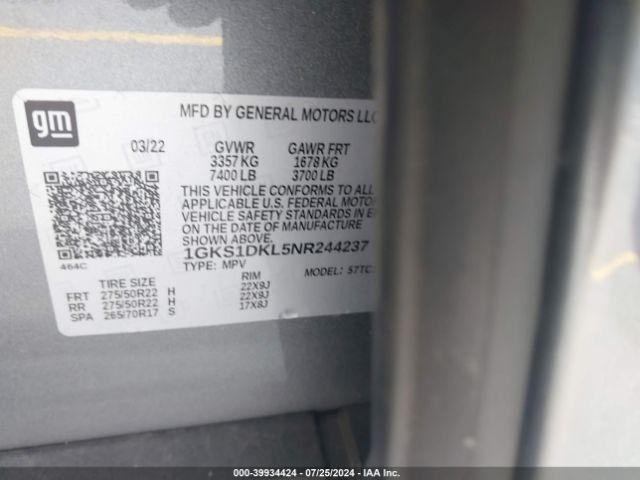 gm
MFD BY GENERAL MOTORS LLC
03/22 GVWR GAWR FRT
3357 KG 1678 KG
7400 LB 3700 LB
THIS VEHICLE CONFORMS TO ALL
APPLICABLE U.S. FEDERAL MOTOR
VEHICLE SAFETY STANDARDS IN
ON THE DATE OF MANUFACTURE
SHOWN ABOVE.
1GKS1DKL5NR244237
TYPE: MPV MODEL:
464C
TIRE SIZE RIM
FRT 275/50R22 H 22X9J
RR 275/50R22 H 22X9J
SPA 265/70R17 S 17X8J
000-39934424 / 07/25/2024 - IAA Inc.